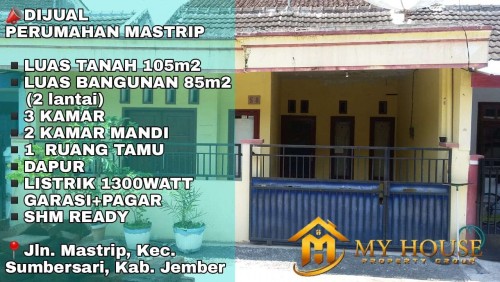 DIJUAL
PERUMAHAN MASTRIP
LUAS TANAH 105m2
LUAS BANGUNAN 85m2
(2 lantai)
3 KAMAR
2 KAMAR MANDI
1 RUANG TAMU
DAPUR
LISTRIK 1300WATT
GARASI+PAGAR
SHM READY
Jln. Mastrip, Kec.
Sumbersari, Kab. Jember
MY HOUSE
PROPERTY GROUP